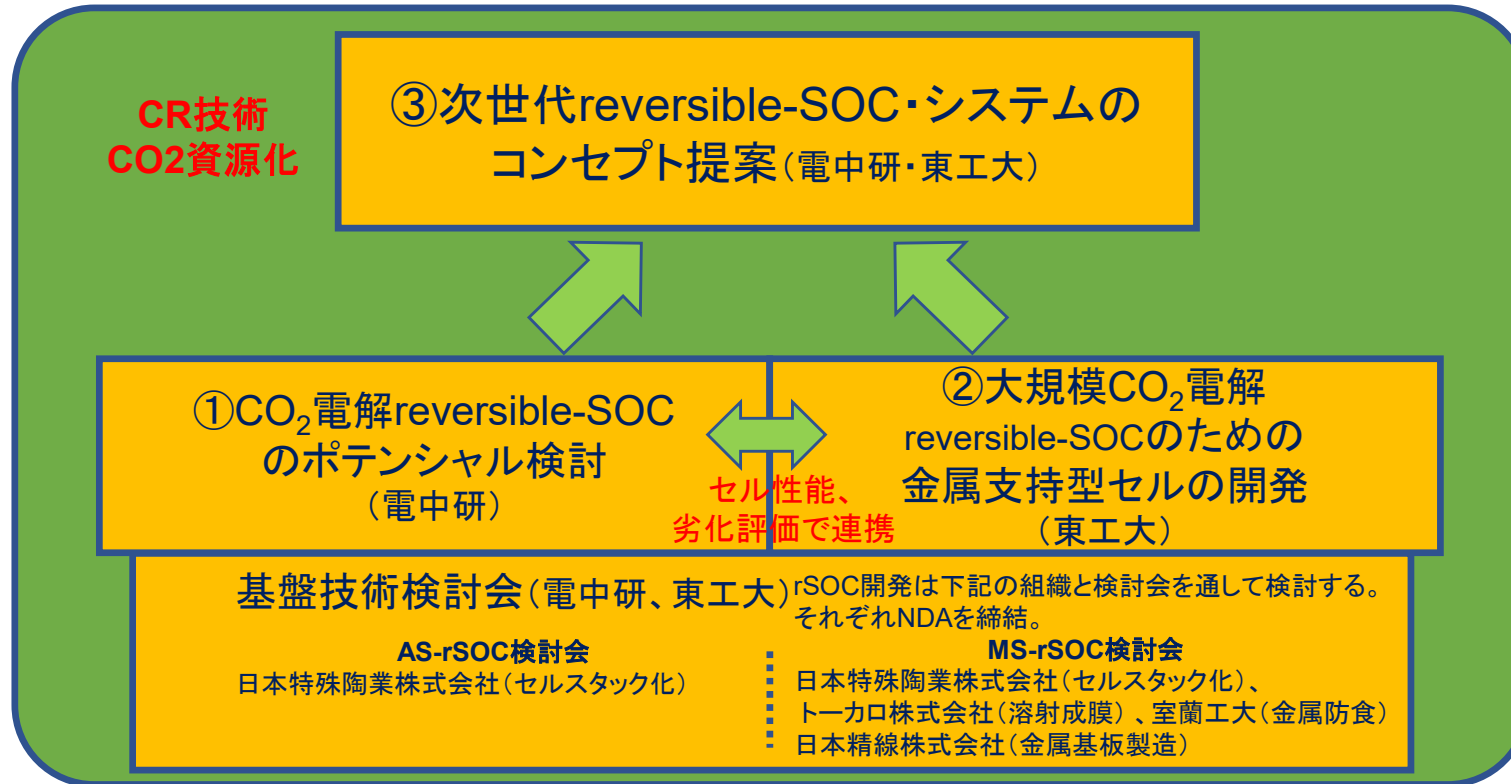 CR技術
CO2資源化
③次世代reversible-SOC・システムの
コンセプト提案(電中研・東工大)
①CO₂電解reversible-SOC
のポテンシャル検討
(電中研)
②大規模CO₂電解
reversible-SOCのための
金属支持型セルの開発
(東工大)
セル性能、
劣化評価で連携
基盤技術検討会(電中研、東工大)
rSOC開発は下記の組織と検討会を通して検討する。
それぞれNDAを締結。
AS-rSOC検討会
日本特殊陶業株式会社(セルスタック化)
MS-rSOC検討会
日本特殊陶業株式会社(セルスタック化)、
トーカロ株式会社(溶射成膜)、室蘭工大(金属防食)
日本精線株式会社(金属基板製造)